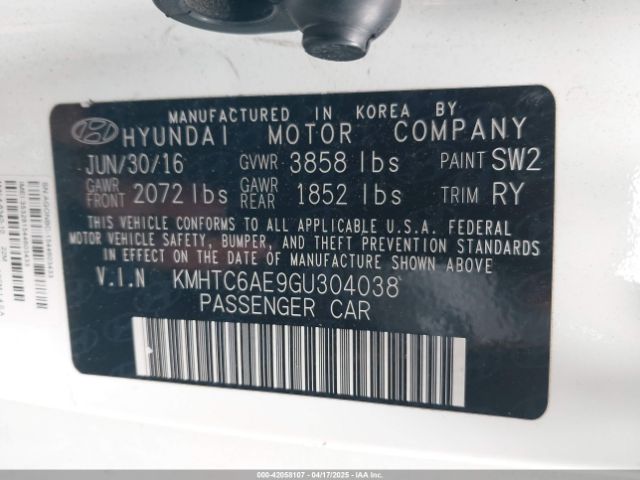 MANUFACTURED IN KOREA BY
HYUNDAI MOTOR COMPANY
JUN/30/16 GVWR 3858 lbs PAINT SW2
GAWR FRONT 2072 lbs GAWR REAR 1852 lbs TRIM RY
THIS VEHICLE CONFORMS TO ALL APPLICABLE U.S.A. FEDERAL
MOTOR VEHICLE SAFETY, BUMPER, AND THEFT PREVENTION STANDARDS
IN EFFECT ON THE DATE OF MANUFACTURE SHOWN ABOVE.
V.I.N KMHTC6AE9GU304038
PASSENGER CAR
000-42058107 - 04/17/2025 - IAAI.COM